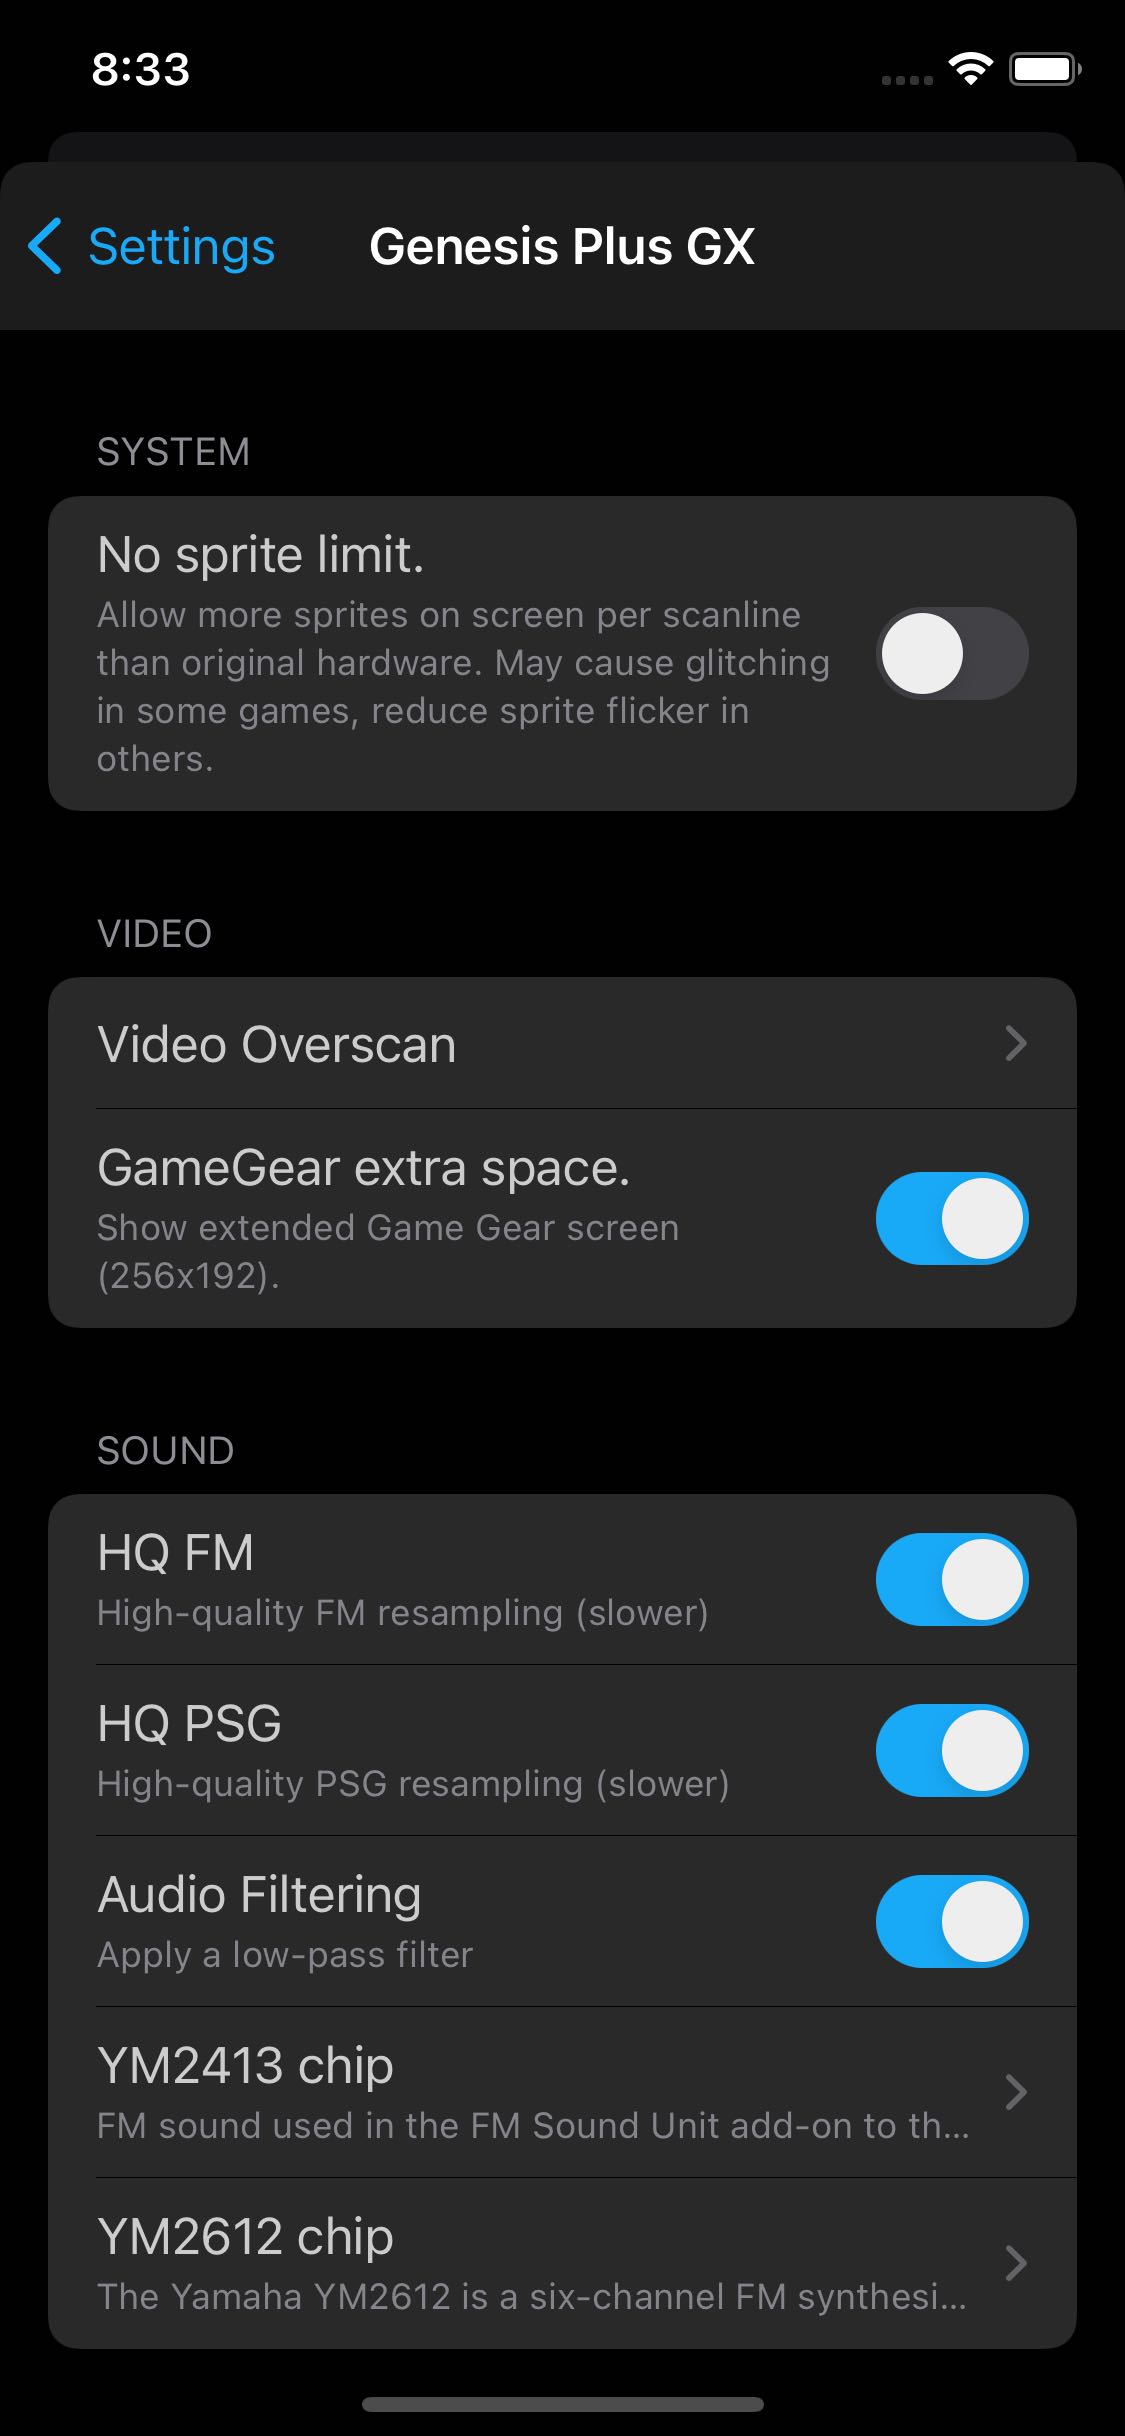 8:33
Settings
Genesis Plus GX
SYSTEM
No sprite limit.
Allow more sprites on screen per scanline
than original hardware. May cause glitching
in some games, reduce sprite flicker in
others.
VIDEO
Video Overscan
GameGear extra space.
Show extended Game Gear screen
(256x192).
SOUND
HQ FM
High-quality FM resampling (slower)
HQ PSG
High-quality PSG resampling (slower)
Audio Filtering
Apply a low-pass filter
YM2413 chip
FM sound used in the FM Sound Unit add-on to th...
YM2612 chip
The Yamaha YM2612 is a six-channel FM synthesi...